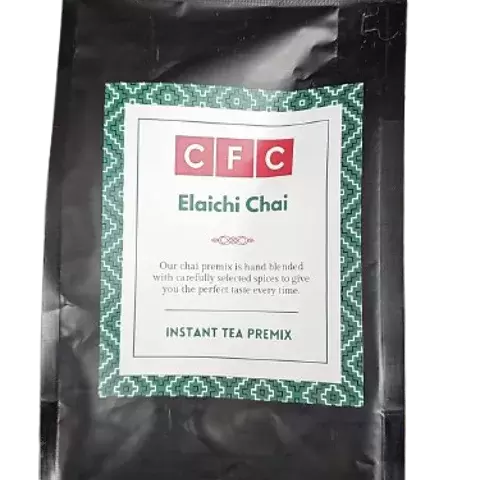 CFC
Elaichi Chai
Our chai premix is hand blended
with carefully selected spices to give
you the perfect taste every time.
INSTANT TEA PREMIX